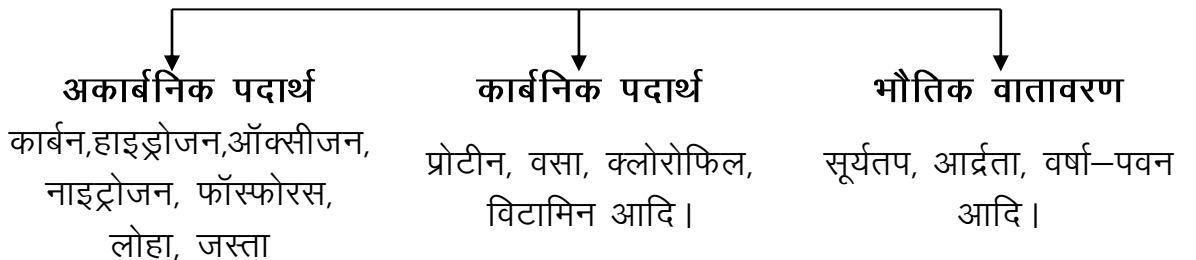 अकार्बनिक पदार्थ
कार्बन,हाइड्रोजन,ऑक्सीजन,
नाइट्रोजन, फॉस्फोरस,
लोहा, जस्ता
कार्बनिक पदार्थ
प्रोटीन, वसा, क्लोरोफिल,
विटामिन आदि।
भौतिक वातावरण
सूर्यतप, आर्द्रता, वर्षा–पवन
आदि।